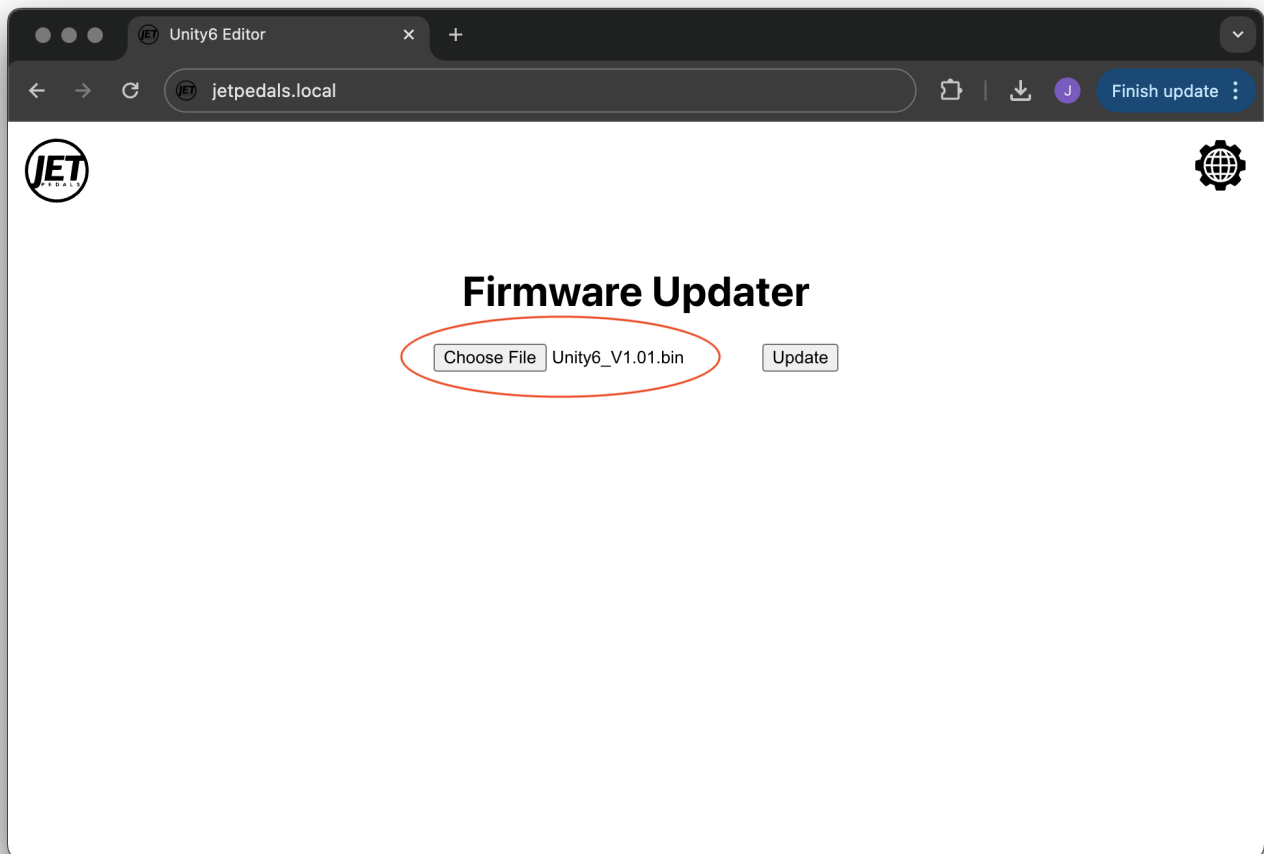 Unity6 Editor
jetpedals.local
J
Finish update
JET
PEDALS
Firmware Updater
Choose File Unity6_V1.01.bin Update